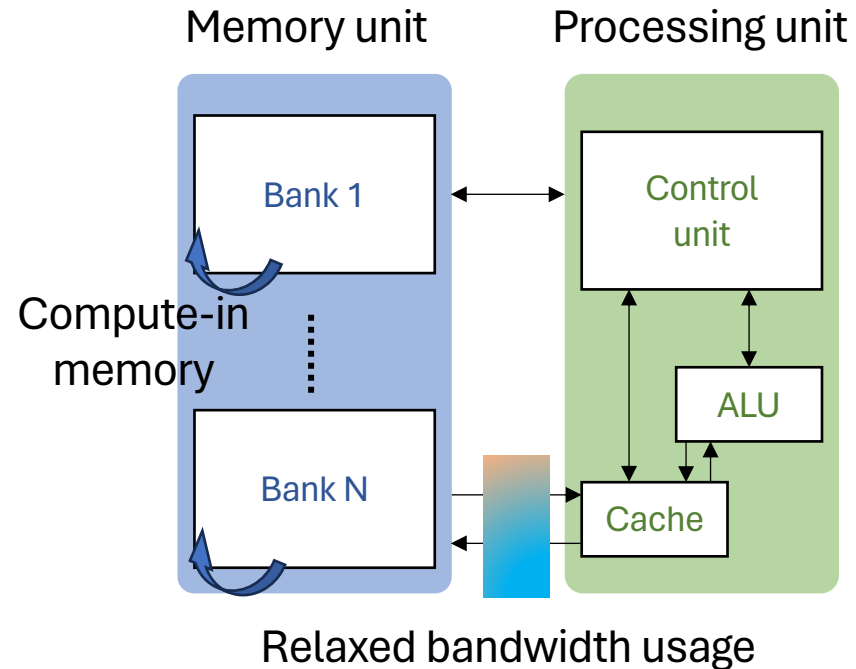 Memory unit
Processing unit
Bank 1
Control
unit
Compute-in
memory
ALU
Bank N
Cache
Relaxed bandwidth usage